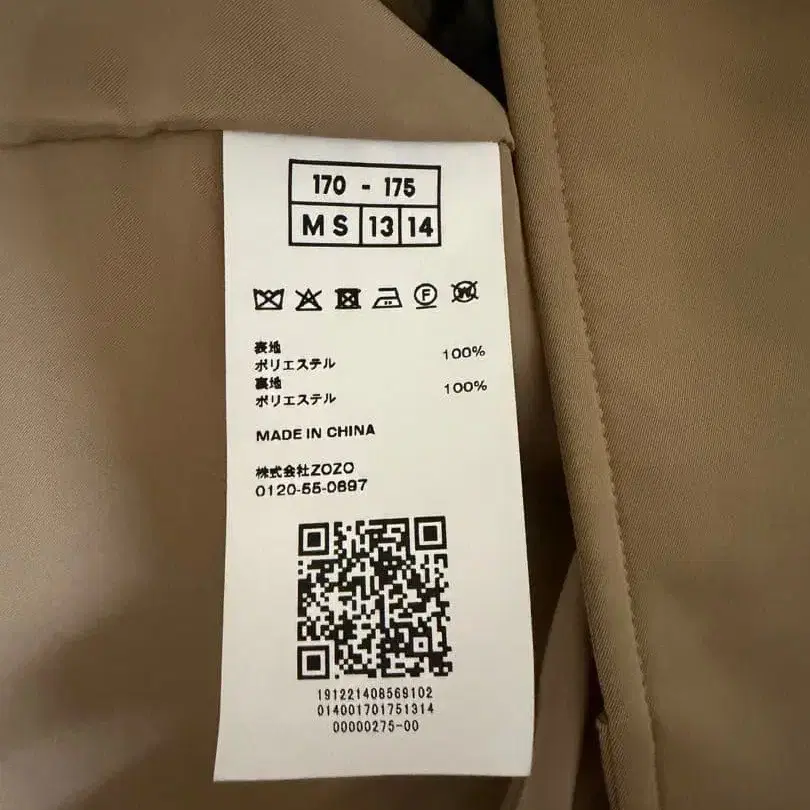 170 - 175
M S 13 14
F W
表地
ポリエステル 100%
裏地
ポリエステル 100%
MADE IN CHINA
株式会社ZOZO
0120-55-0697
191221408569102
014001701751314
00000275-00